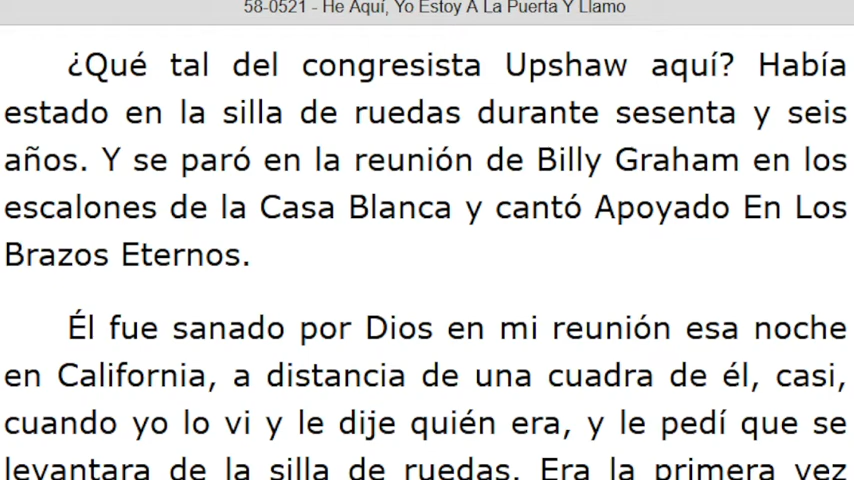 58-0521 - He Aquí, Yo Estoy A La Puerta Y Llamo
¿Qué tal del congresista Upshaw aquí? Había
estado en la silla de ruedas durante sesenta y seis
años. Y se paró en la reunión de Billy Graham en los
escalones de la Casa Blanca y cantó Apoyado En Los
Brazos Eternos.
Él fue sanado por Dios en mi reunión esa noche
en California, a distancia de una cuadra de él, casi,
cuando yo lo vi y le dije quién era, y le pedí que se
levantara de la silla de ruedas. Era la primera vez